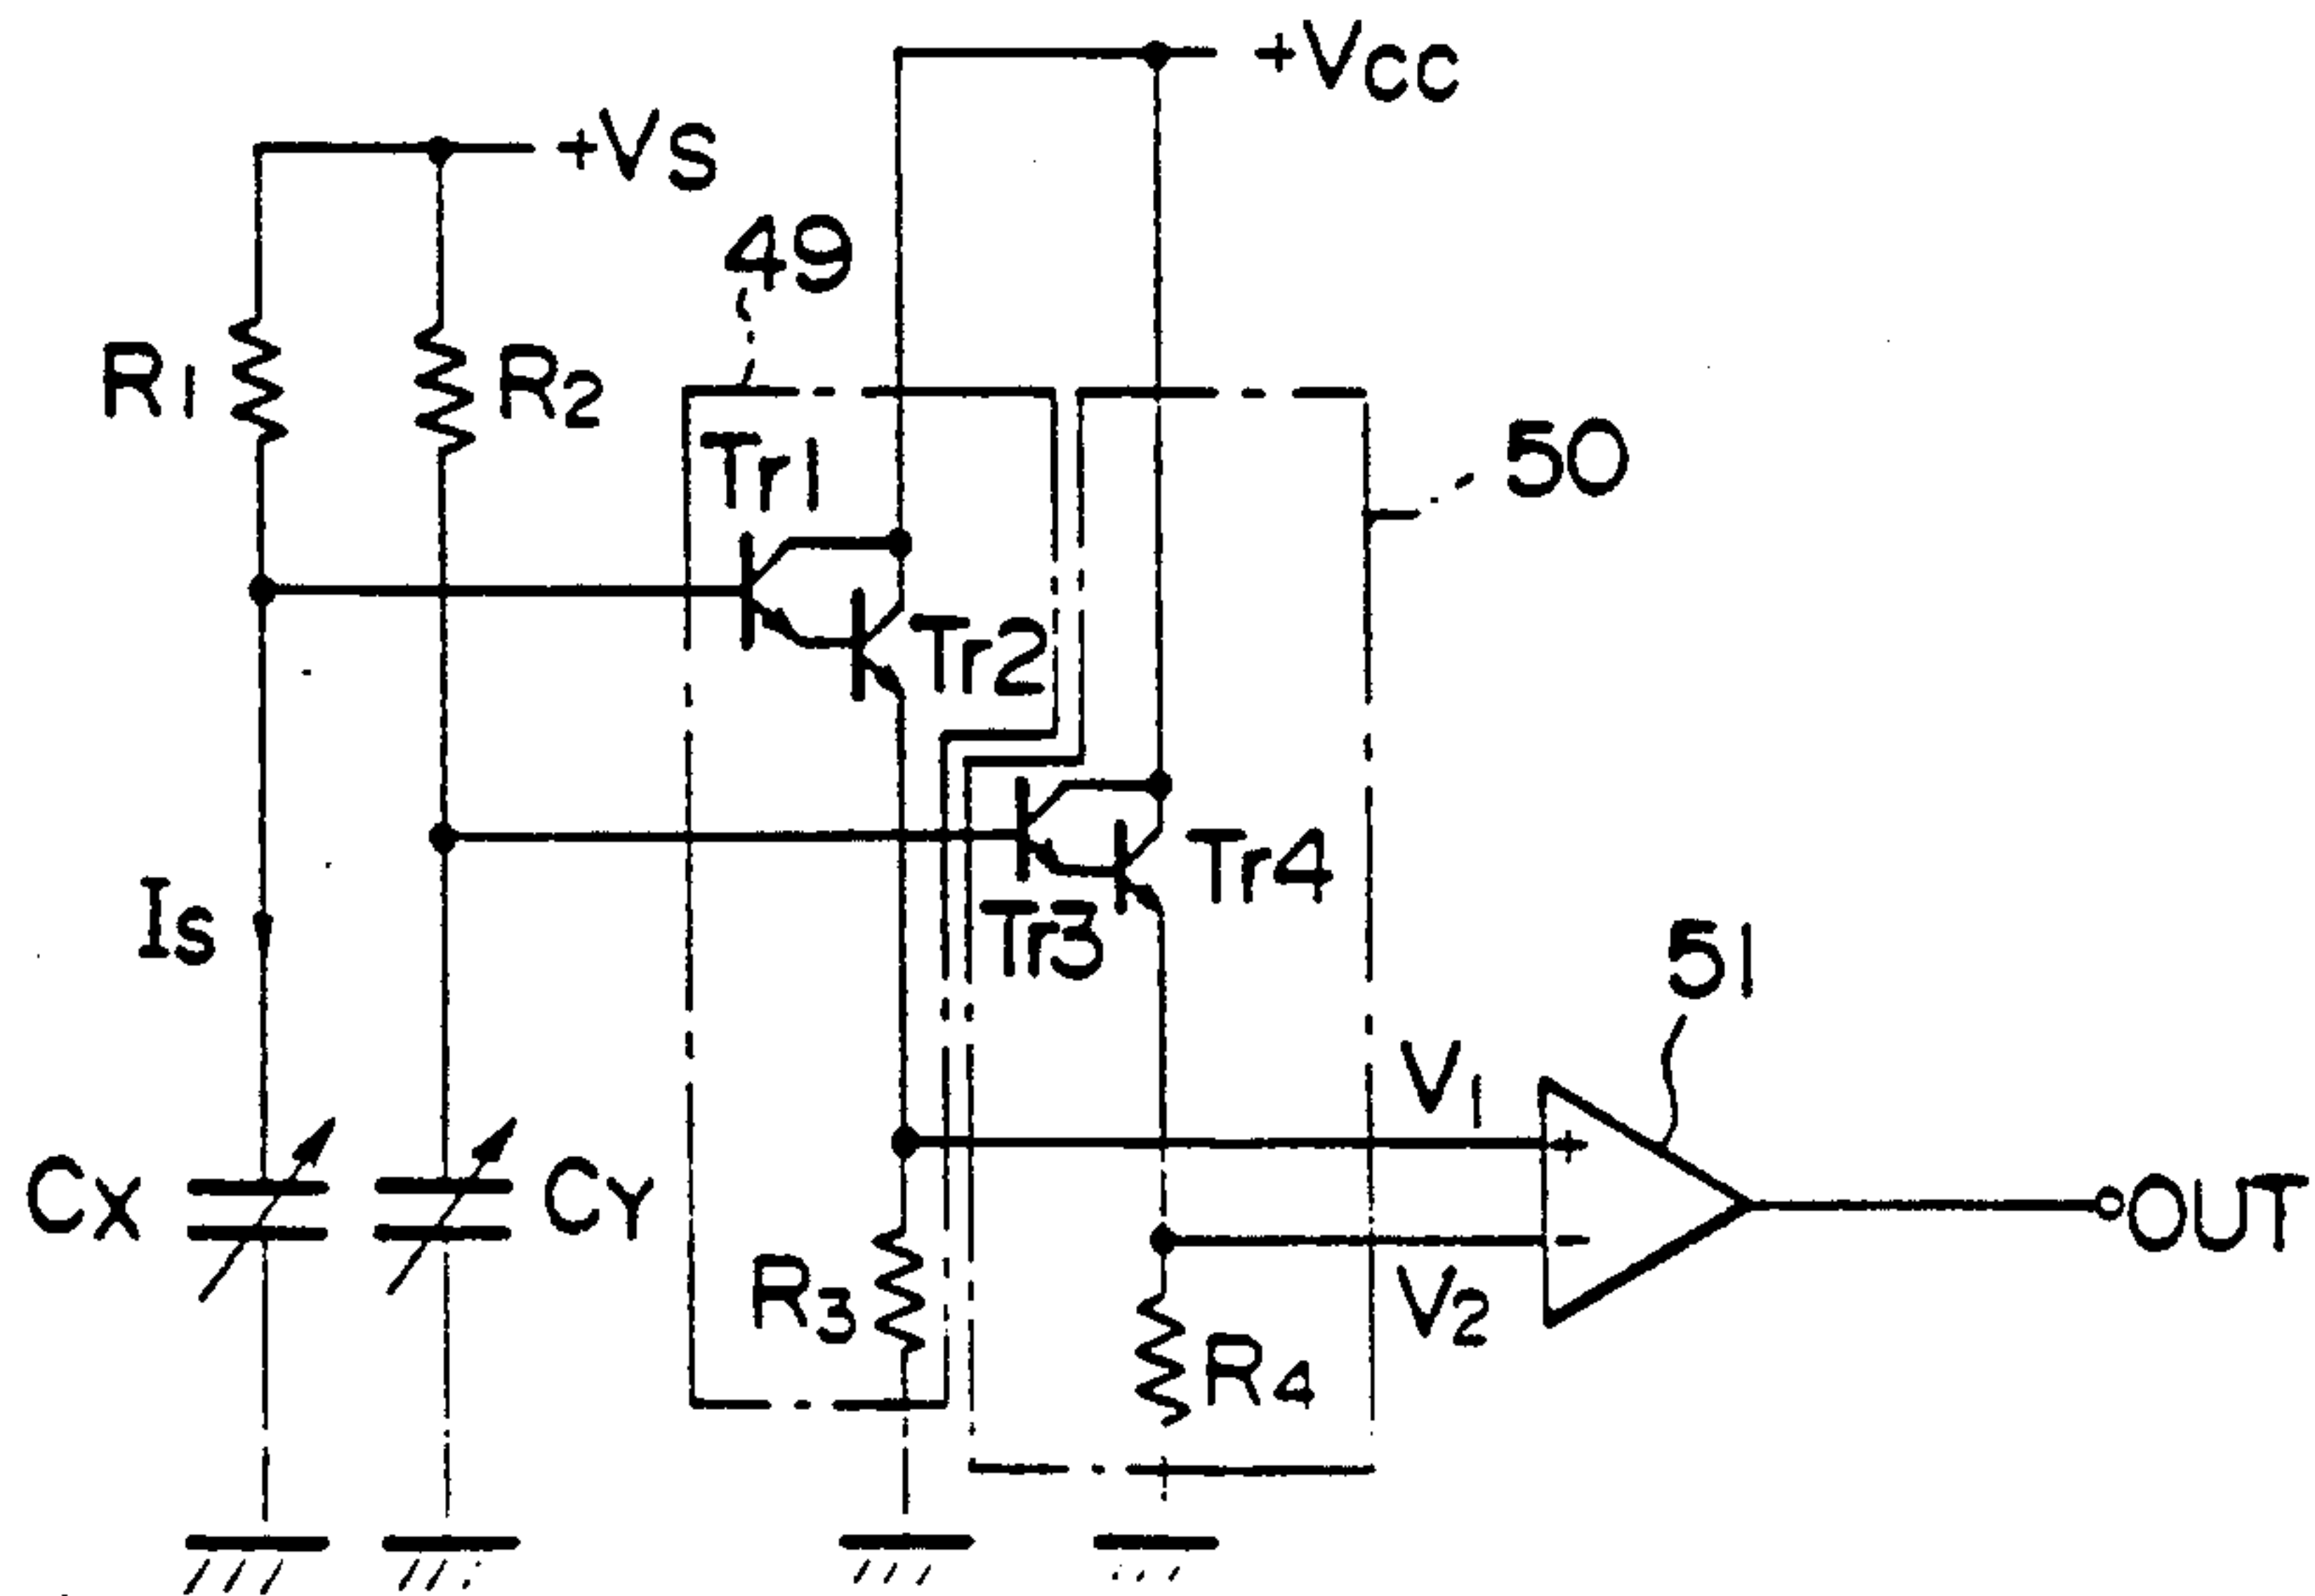 +Vcc
+Vs
49
R1
R2
50
Tr1
Tr2
Tr4
Tr3
Is
51
V1
+
Cx
CY
OUT
-
V2
R3
R4